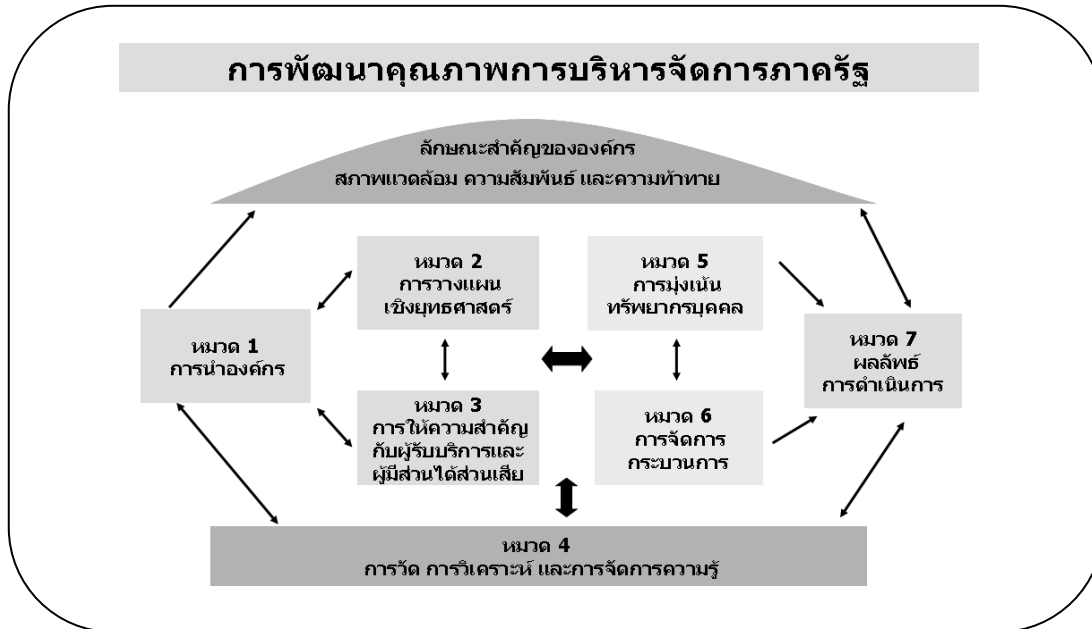 การพัฒนาคุณภาพการบริหารจัดการภาครัฐ
ลักษณะสำคัญขององค์กร
สภาพแวดล้อม ความสัมพันธ์ และความท้าทาย
หมวด 2
การวางแผน
เชิงยุทธศาสตร์
หมวด 5
การมุ่งเน้น
ทรัพยากรบุคคล
หมวด 1
การนำองค์กร
หมวด 7
ผลลัพธ์
การดำเนินการ
หมวด 3
การให้ความสำคัญ
กับผู้รับบริการและ
ผู้มีส่วนได้ส่วนเสีย
หมวด 6
การจัดการ
กระบวนการ
หมวด 4
การวัด การวิเคราะห์ และการจัดการความรู้